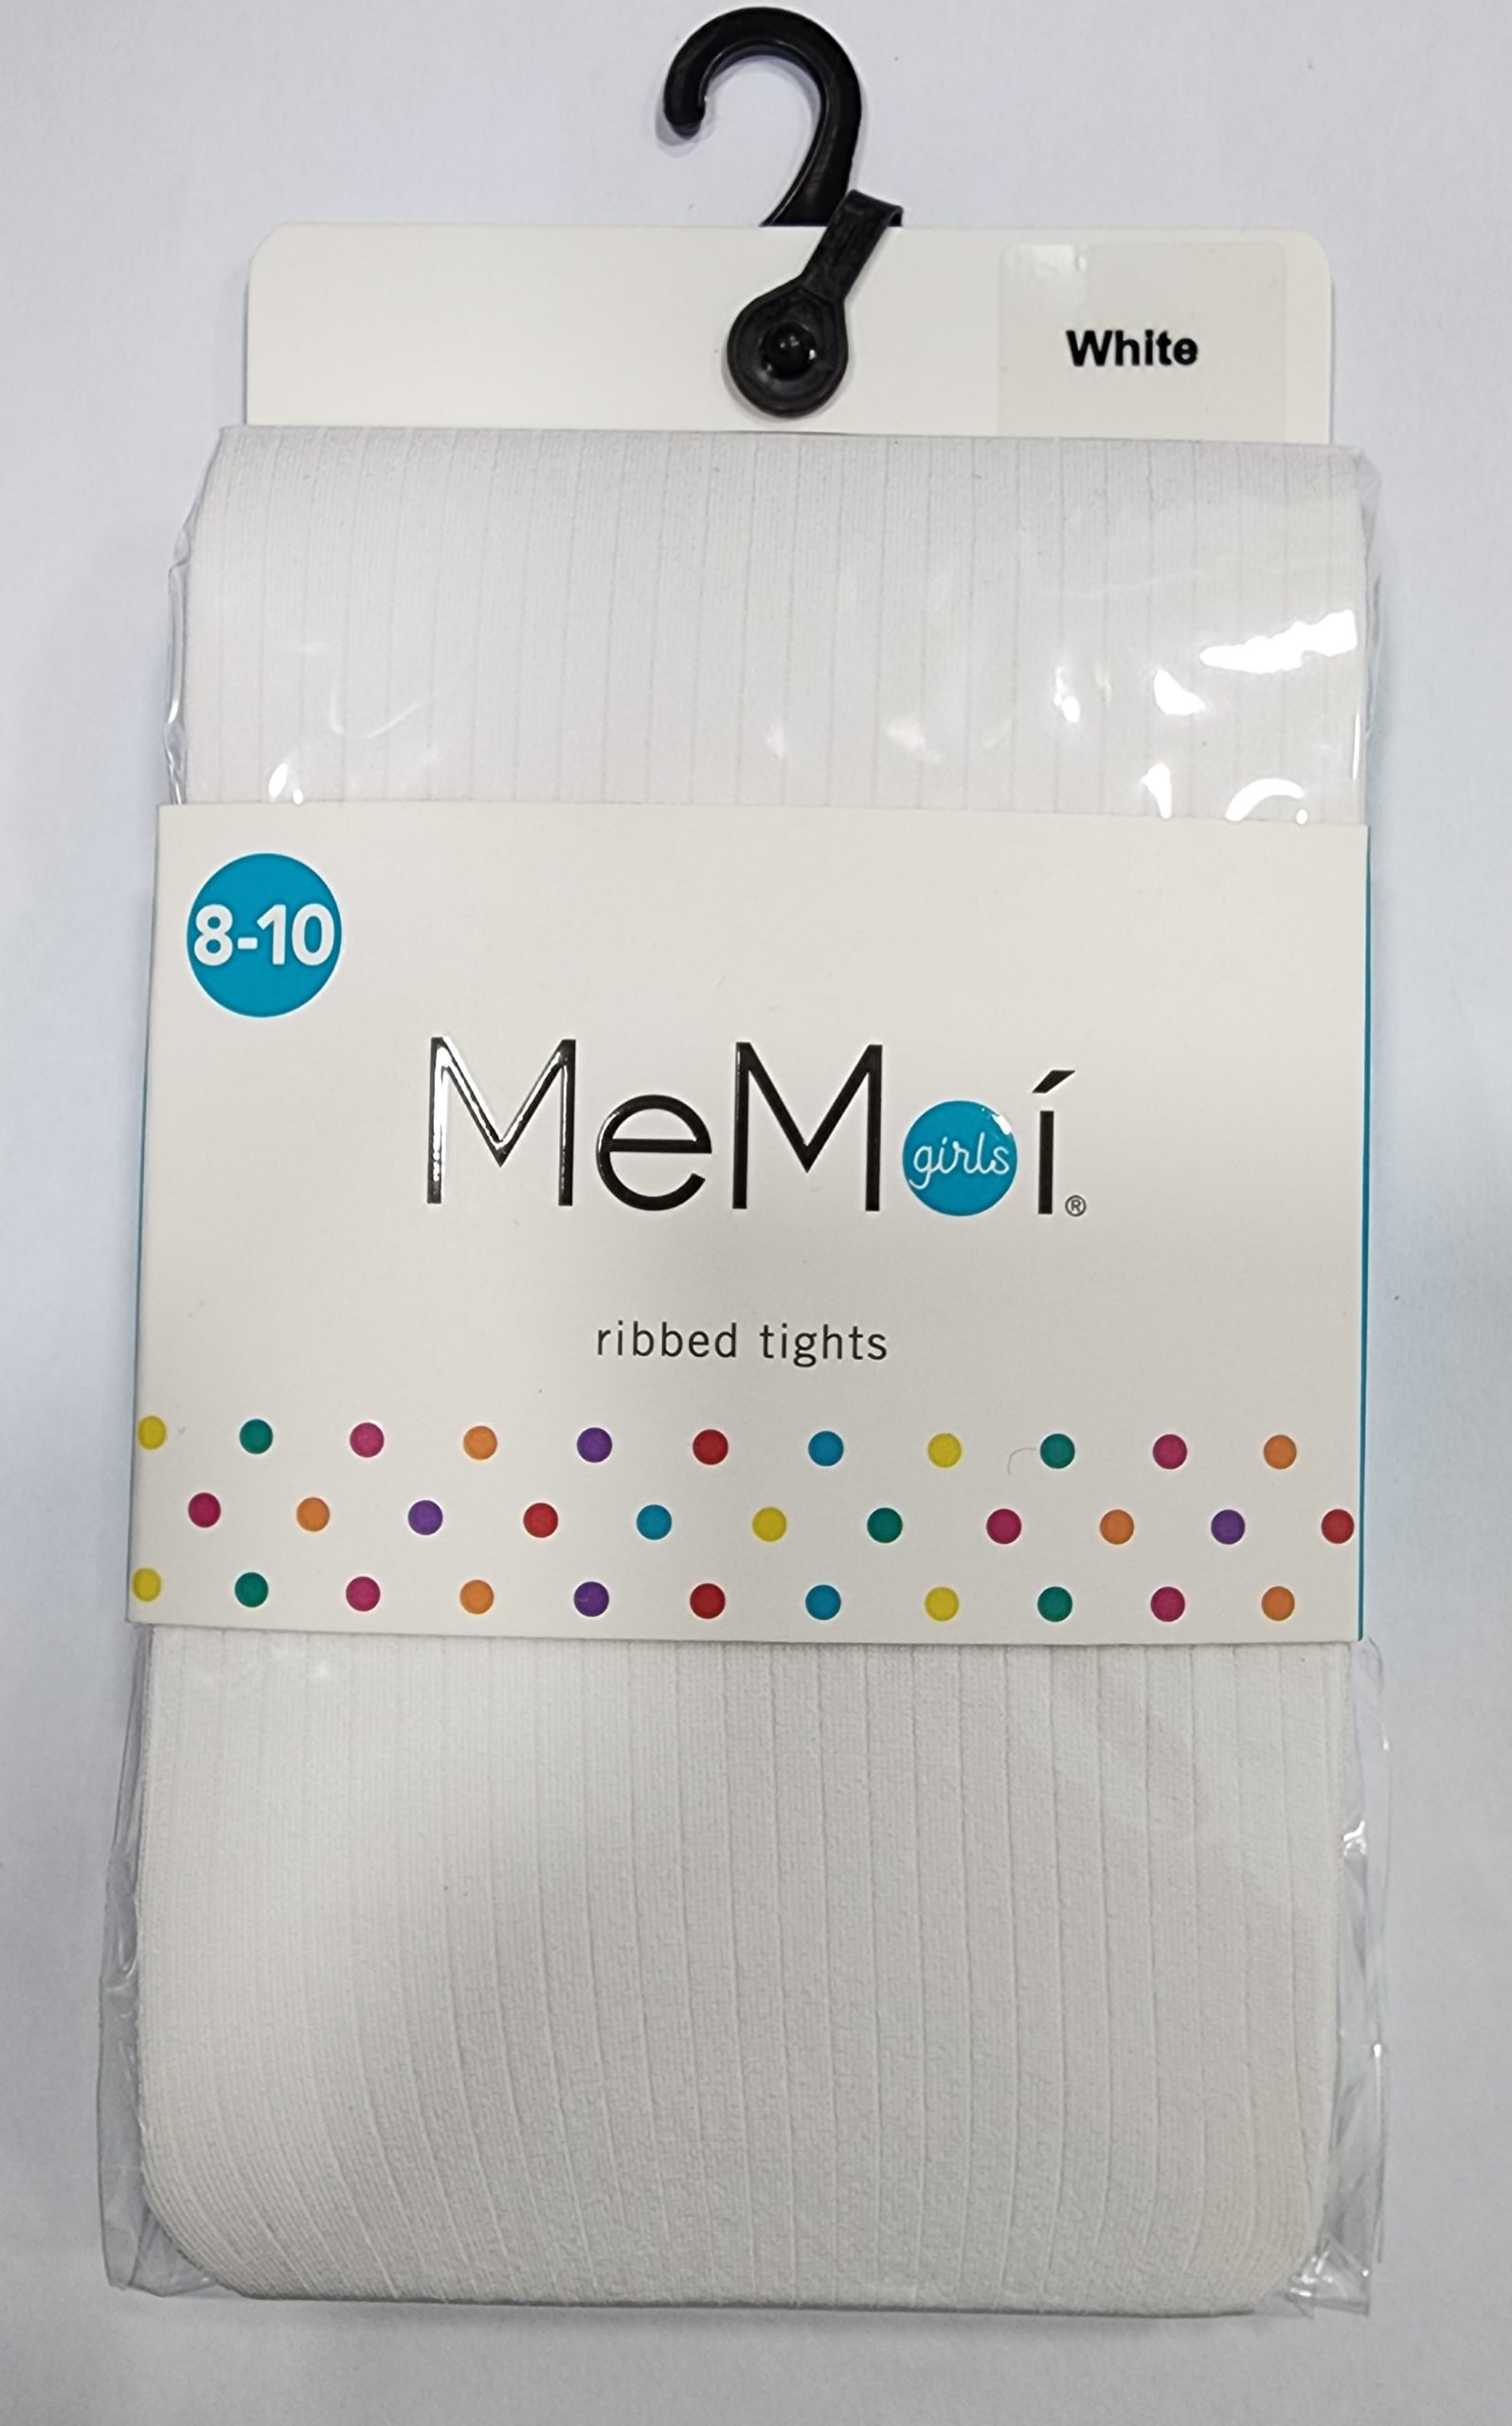 White
8-10
MeMoí®
girls
ribbed tights